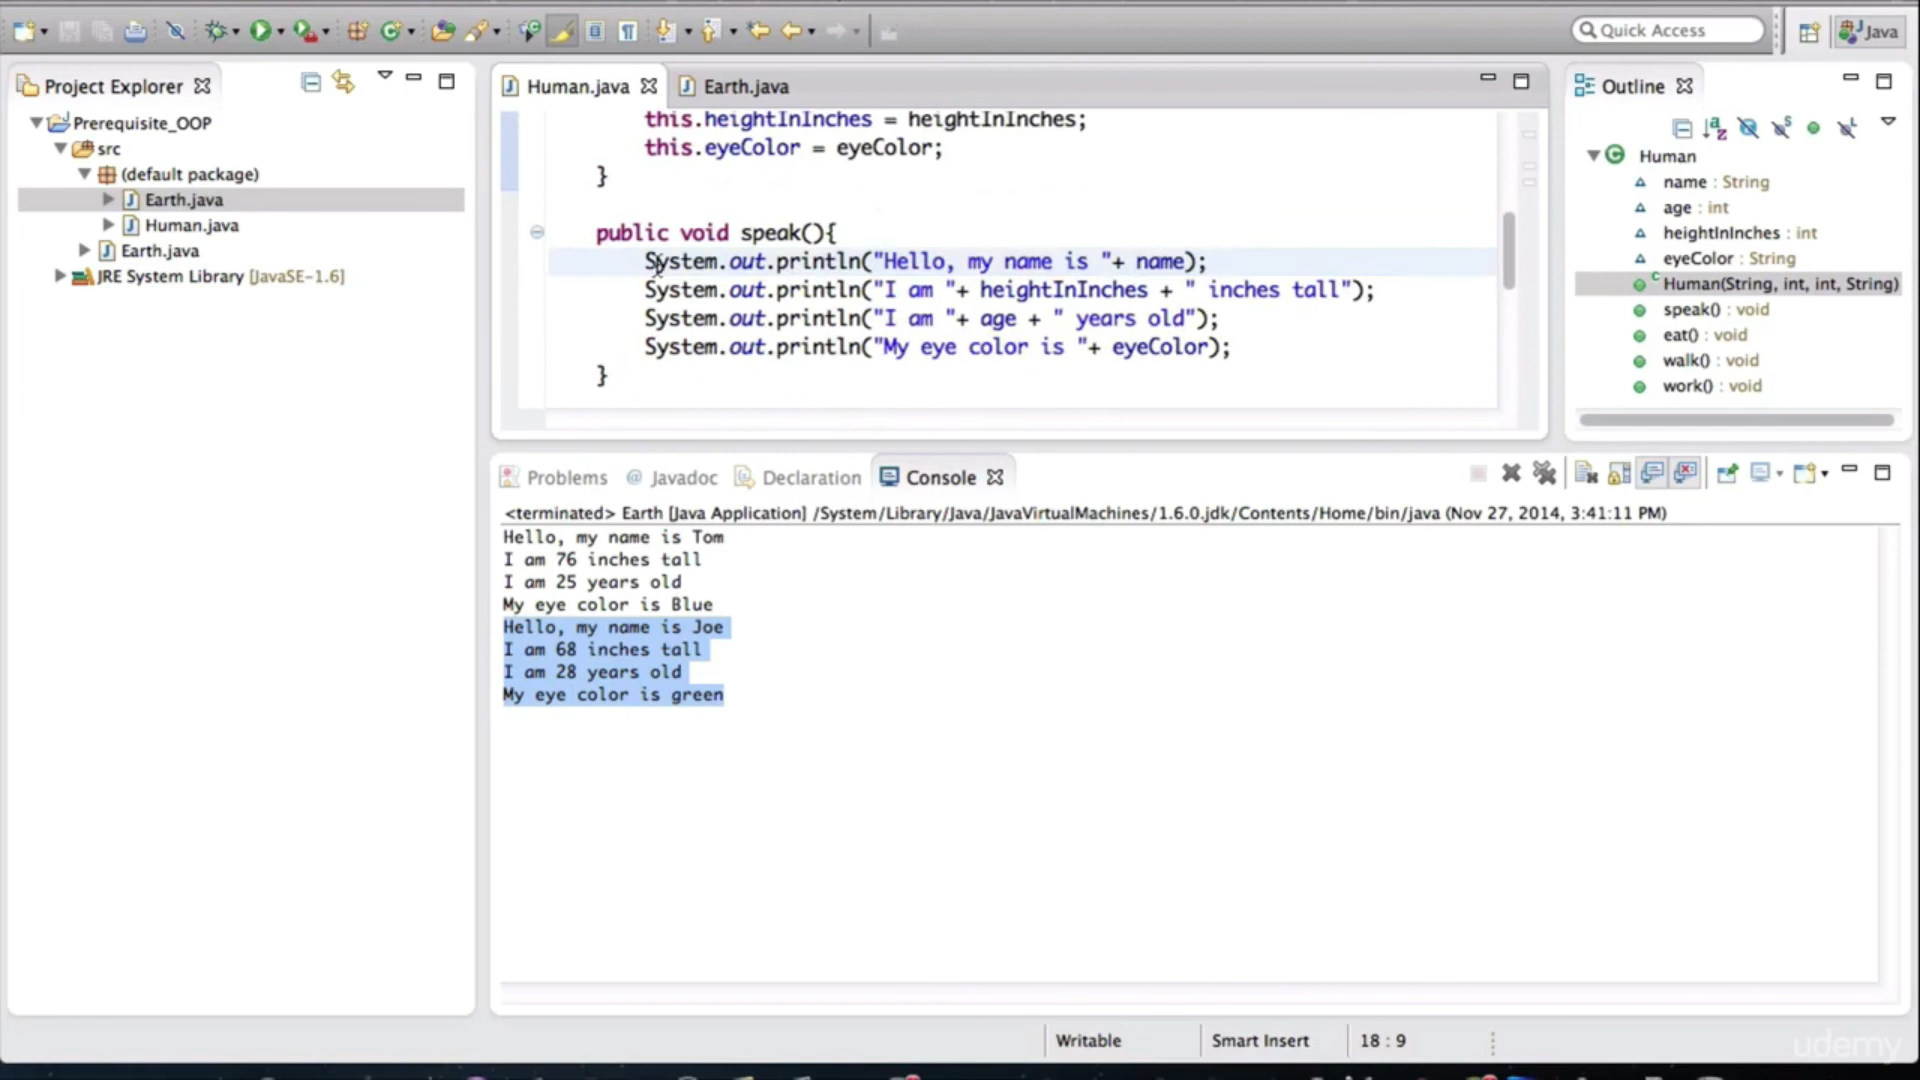 Quick Access
Java
Project Explorer
Prerequisite_OOP
src
(default package)
Earth.java
Human.java
Earth.java
JRE System Library [JavaSE-1.6]
Human.java
Earth.java
this.heightInInches = heightInInches;
this.eyeColor = eyeColor;
}
public void speak(){
System.out.println("Hello, my name is "+ name);
System.out.println("I am "+ heightInInches + " inches tall");
System.out.println("I am "+ age + " years old");
System.out.println("My eye color is "+ eyeColor);
}
Outline
Human
name : String
age : int
heightInInches : int
eyeColor : String
Human(String, int, int, String)
speak() : void
eat() : void
walk() : void
work() : void
Problems
@ Javadoc
Declaration
Console
<terminated> Earth [Java Application] /System/Library/Java/JavaVirtualMachines/1.6.0.jdk/Contents/Home/bin/java (Nov 27, 2014, 3:41:11 PM)
Hello, my name is Tom
I am 76 inches tall
I am 25 years old
My eye color is Blue
Hello, my name is Joe
I am 68 inches tall
I am 28 years old
My eye color is green
Writable
Smart Insert
18 : 9
udemy